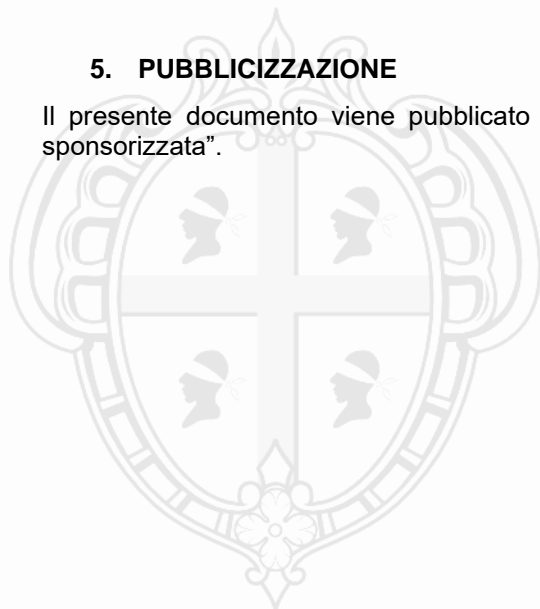 5. PUBBLICIZZAZIONE
Il presente documento viene pubblicato
sponsorizzata”.